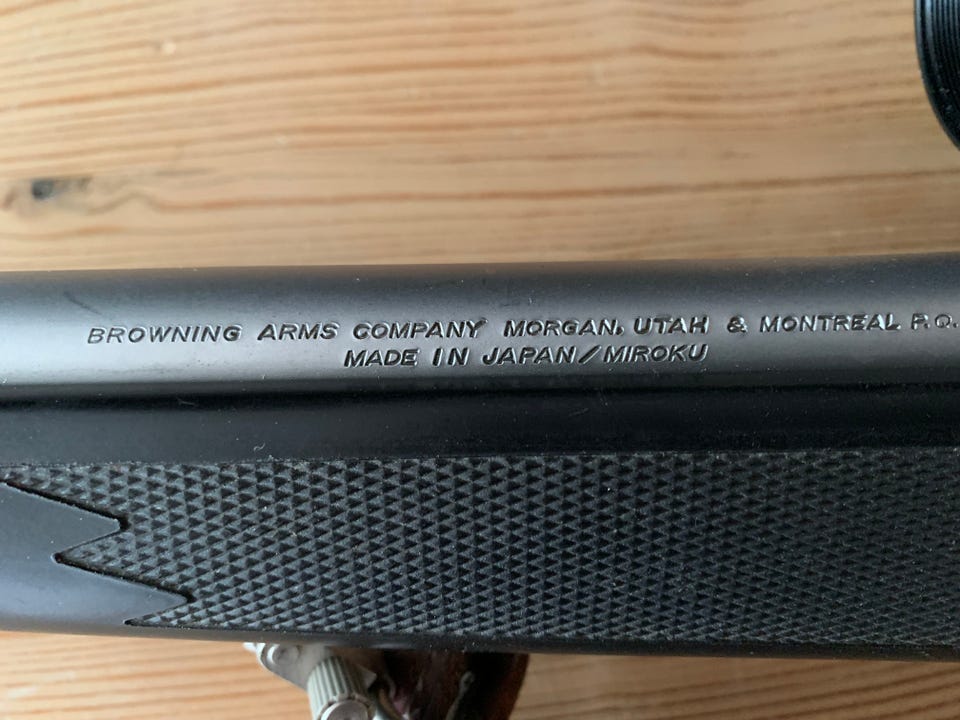 BROWNING ARMS COMPANY MORGAN, UTAH & MONTREAL P.Q.
MADE IN JAPAN/MIROKU